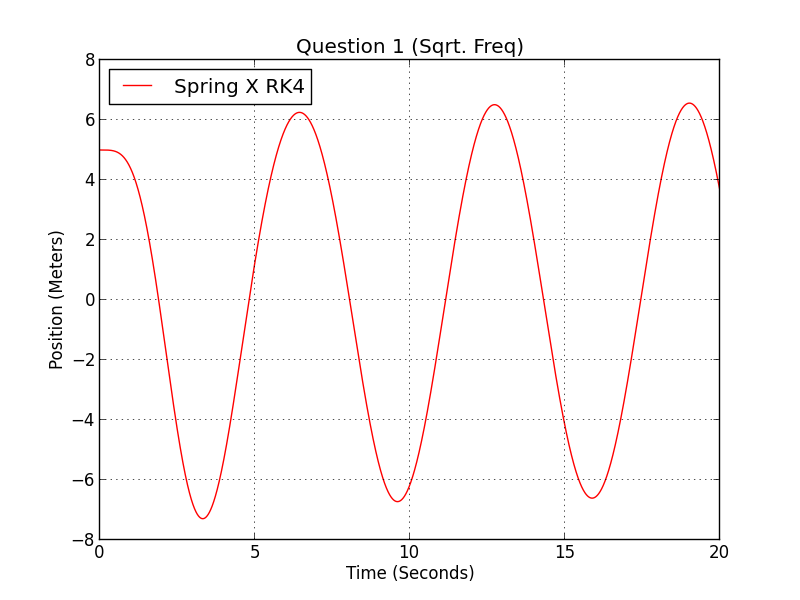 Question 1 (Sqrt. Freq)
Spring X RK4
8
6
4
2
0
−2
−4
−6
−8
Position (Meters)
0 5 10 15 20
Time (Seconds)